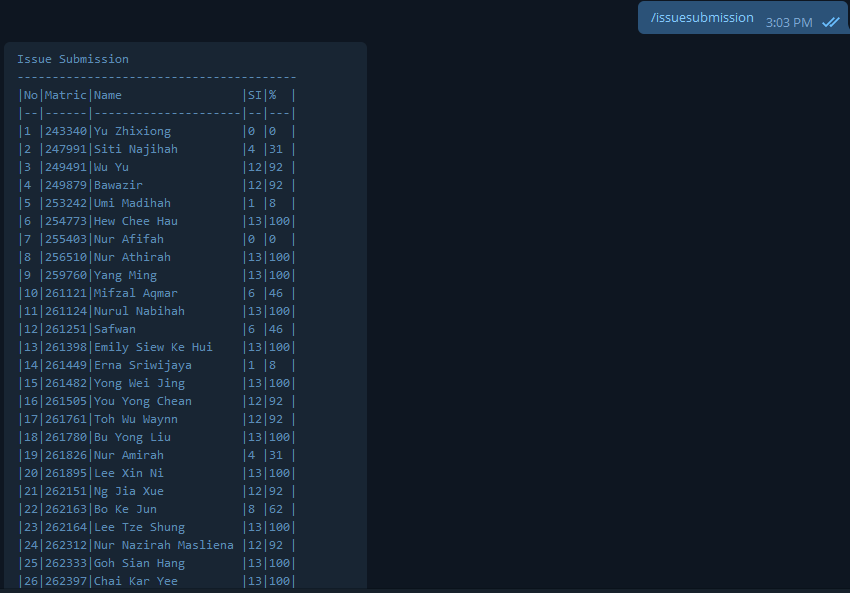 /issuesubmission 3:03 PM
Issue Submission
----------------------------------------
|No|Matric|Name                 |SI|%  |
|--|------|---------------------|--|---|
|1 |243340|Yu Zhixiong          |0 |0  |
|2 |247991|Siti Najihah         |4 |31 |
|3 |249491|Wu Yu                |12|92 |
|4 |249879|Bawazir              |12|92 |
|5 |253242|Umi Madihah          |1 |8  |
|6 |254773|Hew Chee Hau         |13|100|
|7 |255403|Nur Afifah           |0 |0  |
|8 |256510|Nur Athirah          |13|100|
|9 |259760|Yang Ming            |13|100|
|10|261121|Mifzal Aqmar         |6 |46 |
|11|261124|Nurul Nabihah        |13|100|
|12|261251|Safwan               |6 |46 |
|13|261398|Emily Siew Ke Hui    |13|100|
|14|261449|Erna Sriwijaya       |1 |8  |
|15|261482|Yong Wei Jing        |13|100|
|16|261505|You Yong Chean       |12|92 |
|17|261761|Toh Wu Waynn         |12|92 |
|18|261780|Bu Yong Liu          |13|100|
|19|261826|Nur Amirah           |4 |31 |
|20|261895|Lee Xin Ni           |13|100|
|21|262151|Ng Jia Xue           |12|92 |
|22|262163|Bo Ke Jun            |8 |62 |
|23|262164|Lee Tze Shung        |13|100|
|24|262312|Nur Nazirah Masliena |12|92 |
|25|262333|Goh Sian Hang        |13|100|
|26|262397|Chai Kar Yee         |13|100|